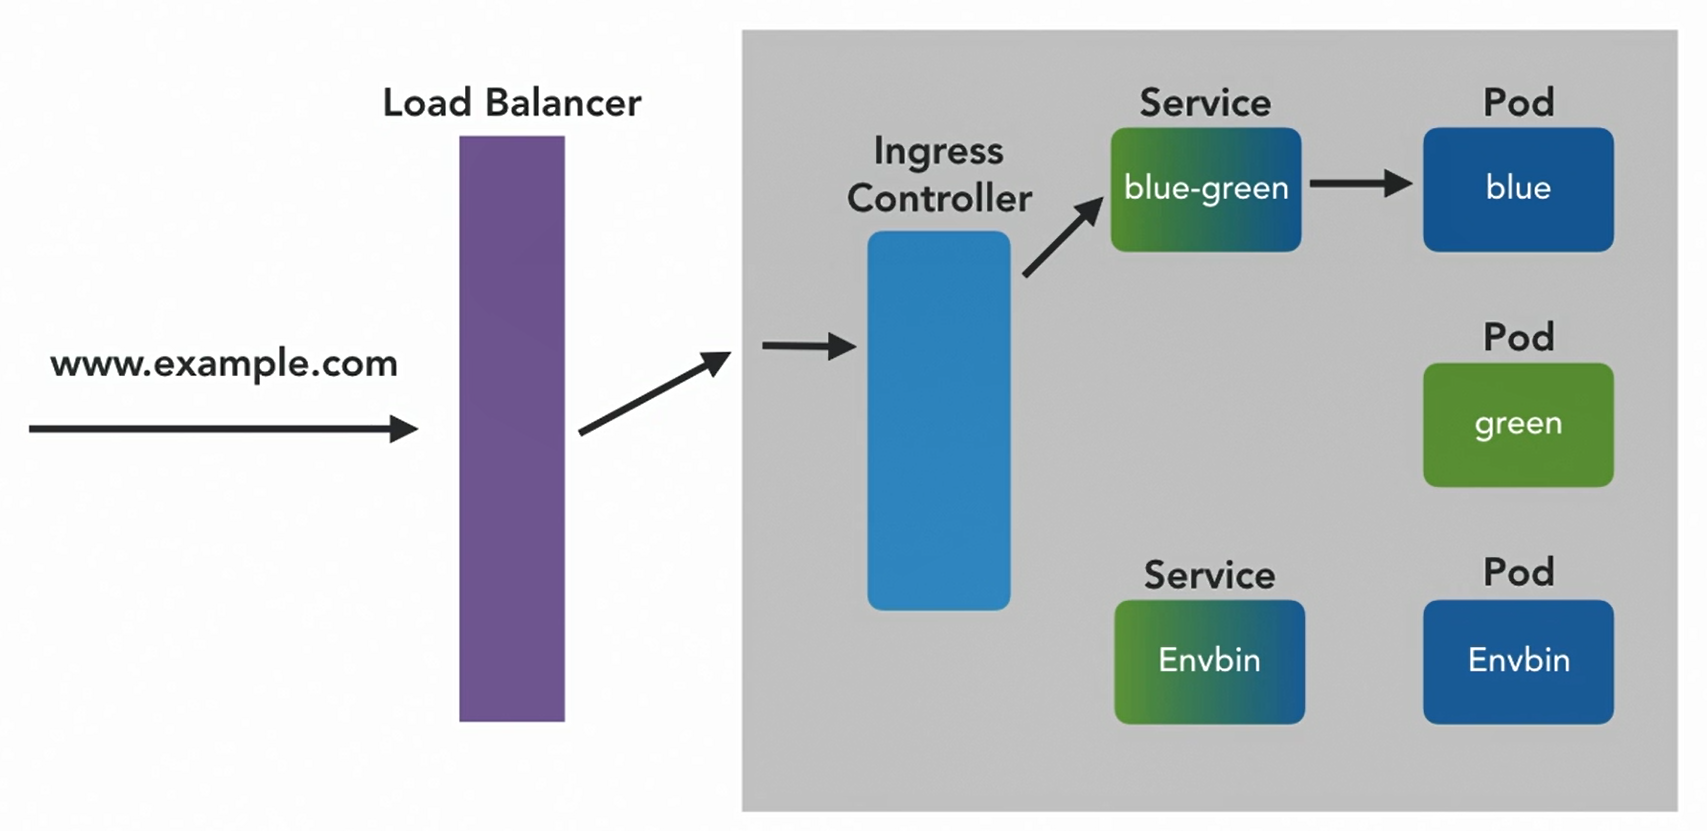 www.example.com
Load Balancer
Ingress
Controller
Service
blue-green
Pod
blue
Pod
green
Service
Envbin
Pod
Envbin